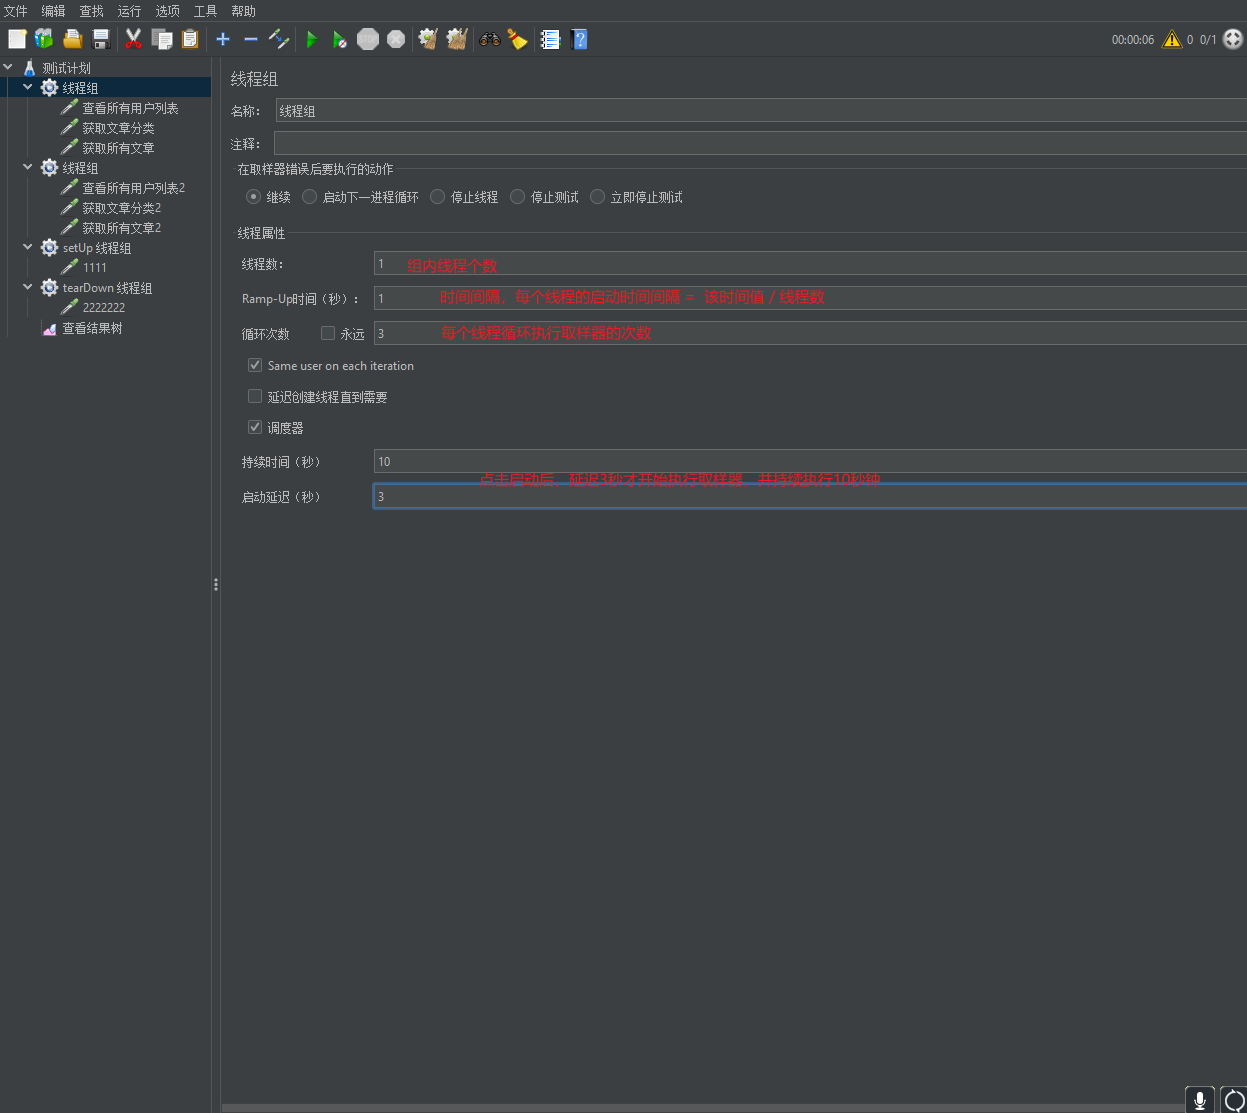 文件 编辑 查找 运行 选项 工具 帮助
00:00:06 0 0/1
测试计划
线程组
查看所有用户列表
获取文章分类
获取所有文章
线程组
查看所有用户列表2
获取文章分类2
获取所有文章2
setUp 线程组
1111
tearDown 线程组
2222222
查看结果树
线程组
名称： 线程组
注释：
在取样器错误后要执行的动作
继续 启动下一进程循环 停止线程 停止测试 立即停止测试
线程属性
线程数： 1 组内线程个数
Ramp-Up时间（秒）： 1 时间间隔，每个线程的启动时间间隔 = 该时间值 / 线程数
循环次数 永远 3 每个线程循环执行取样器的次数
Same user on each iteration
延迟创建线程直到需要
调度器
持续时间（秒） 10
点击启动后，延迟3秒才开始执行取样器，并持续执行10秒钟
启动延迟（秒） 3